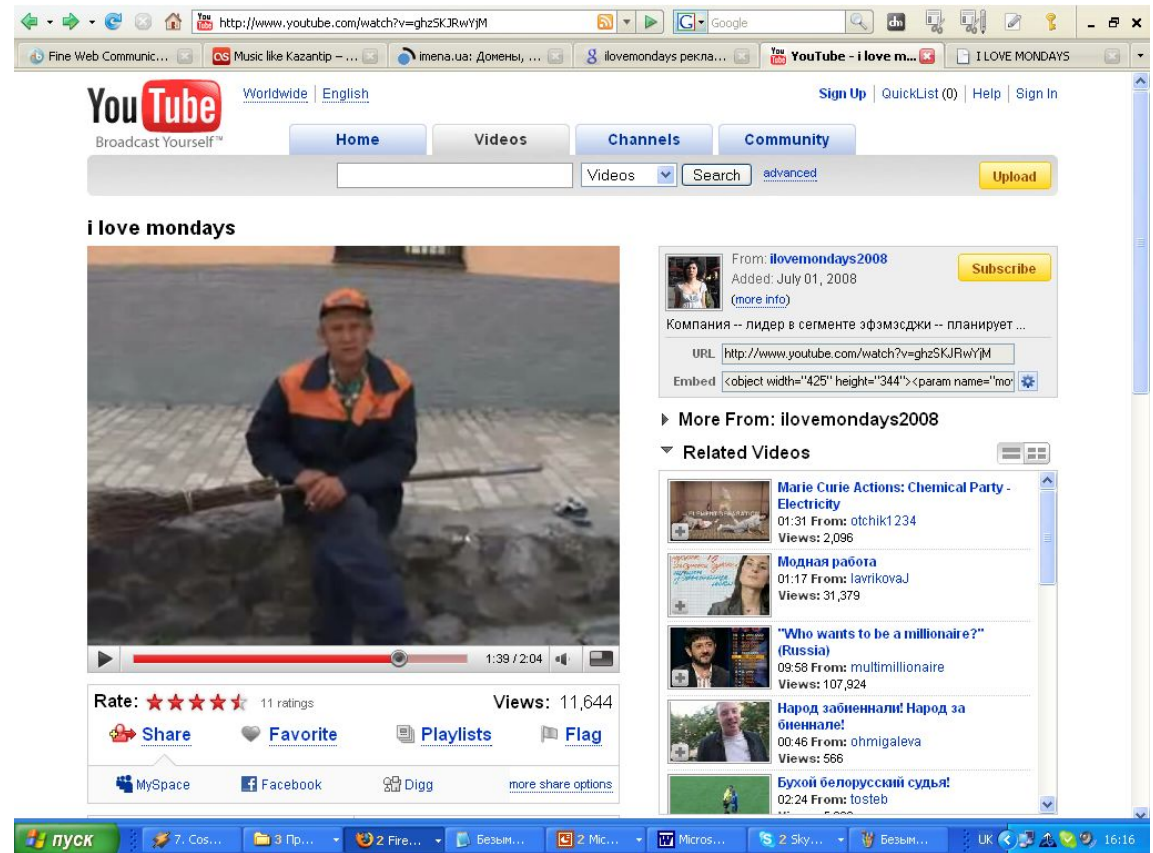 http://www.youtube.com/watch?v=ghzSKJRwYjM
Google
Fine Web Communic...
Music like Kazantip – ...
imena.ua: Домены, ...
ilovemondays рекла...
YouTube - i love m...
I LOVE MONDAYS
YouTube
Broadcast Yourself™
Worldwide
English
Sign Up
QuickList (0)
Help
Sign In
Home
Videos
Channels
Community
Videos
Search
advanced
Upload
i love mondays
From: ilovemondays2008
Added: July 01, 2008
(more info)
Subscribe
Компания -- лидер в сегменте эфэмэсджи -- планирует ...
URL http://www.youtube.com/watch?v=ghzSKJRwYjM
Embed <object width="425" height="344"><param name="mo
More From: ilovemondays2008
Related Videos
Marie Curie Actions: Chemical Party -
Electricity
01:31 From: otchik1234
Views: 2,096
Модная работа
01:17 From: lavrikovaJ
Views: 31,379
"Who wants to be a millionaire?"
(Russia)
09:58 From: multimillionaire
Views: 107,924
Народ забиеннали! Народ за
биеннале!
00:46 From: ohmigaleva
Views: 566
Бухой белорусский судья!
02:24 From: tosteb
1:39 / 2:04
Rate:
11 ratings
Views: 11,644
Share
Favorite
Playlists
Flag
MySpace
Facebook
Digg
more share options
пуск
7. Cos...
3 Пр...
2 Fire...
Безым...
2 Mic...
Micros...
2 Sky...
Безым...
UK
16:16